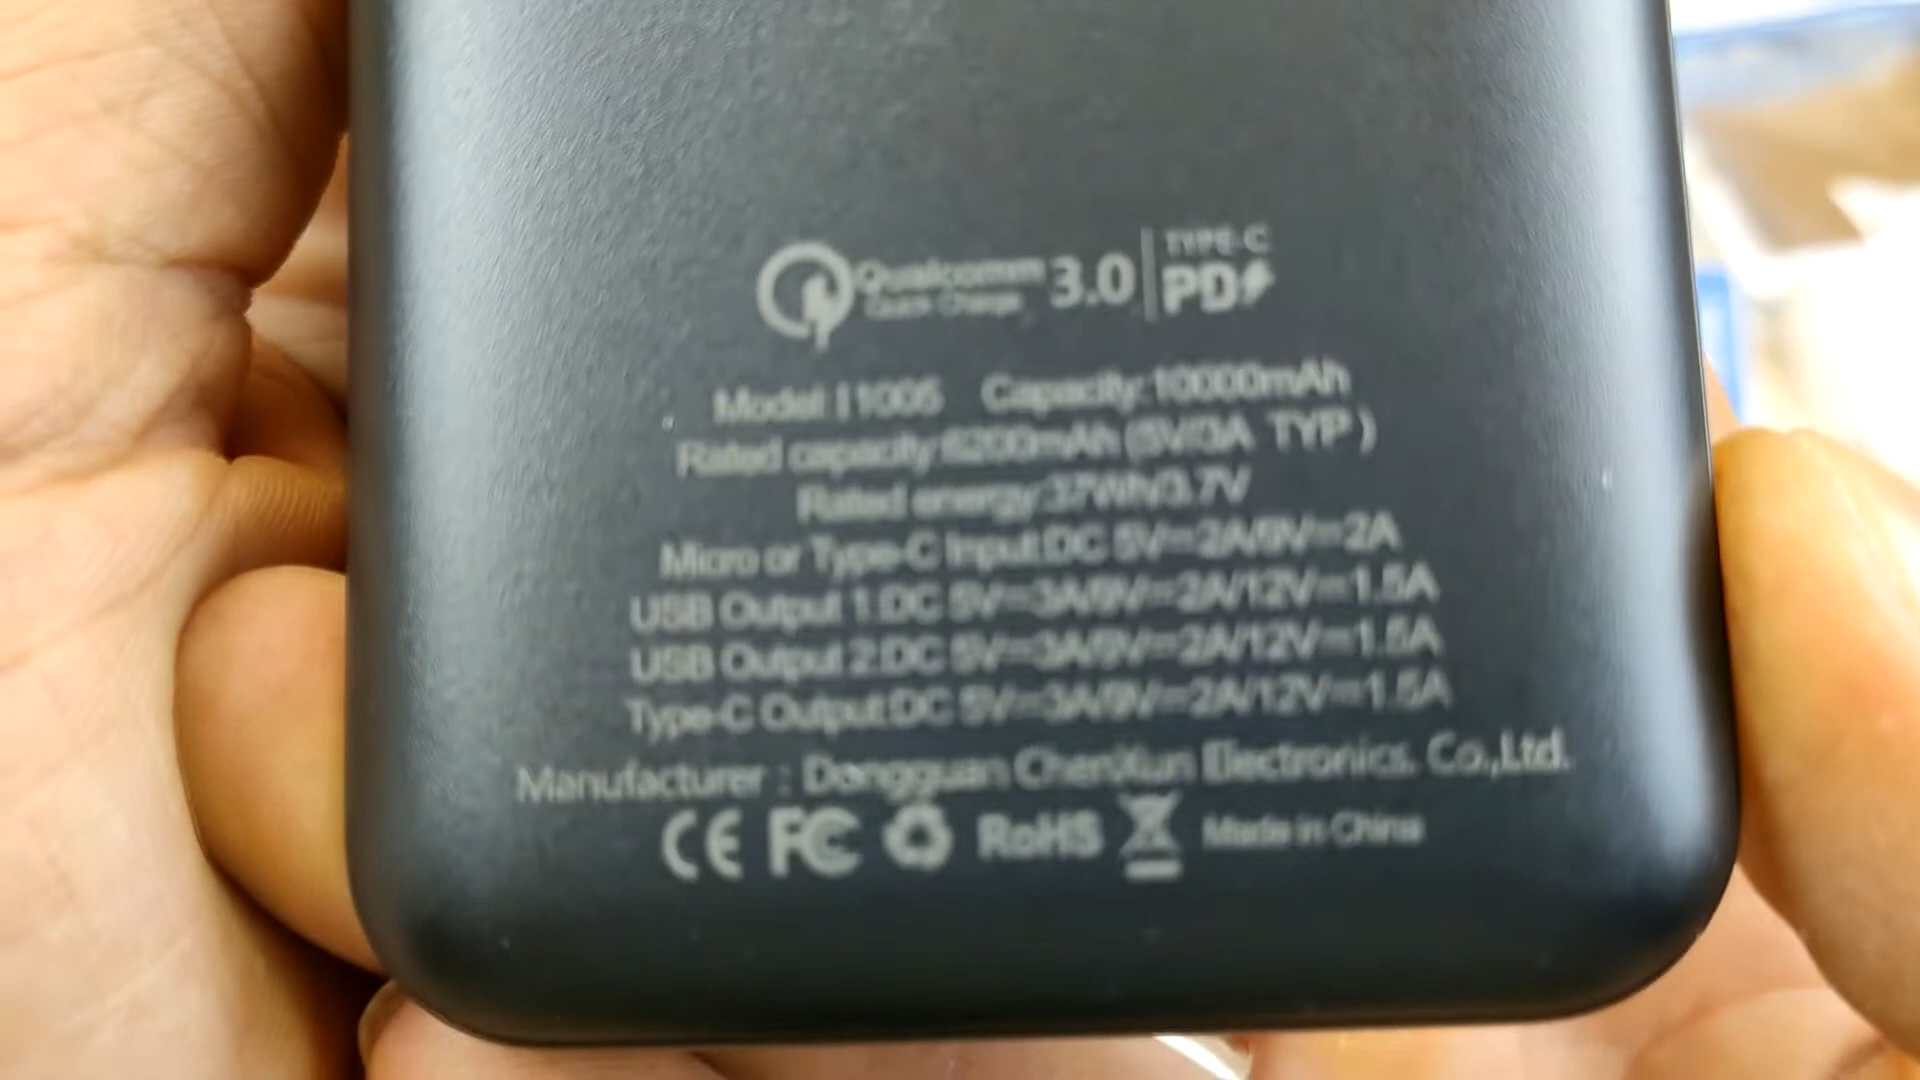 Qualcomm 3.0 TYPE-C
Quick Charge PD
Model:I1005 Capacity:10000mAh
Rated capacity:6200mAh (5V/3A TYP)
Rated energy:37Wh/3.7V
Micro or Type-C Input:DC 5V⎓2A/9V⎓2A
USB Output 1:DC 5V⎓3A/9V⎓2A/12V⎓1.5A
USB Output 2:DC 5V⎓3A/9V⎓2A/12V⎓1.5A
Type-C Output:DC 5V⎓3A/9V⎓2A/12V⎓1.5A
Manufacturer : Dongguan ChenXun Electronics. Co.,Ltd.
CE FC RoHS Made in China